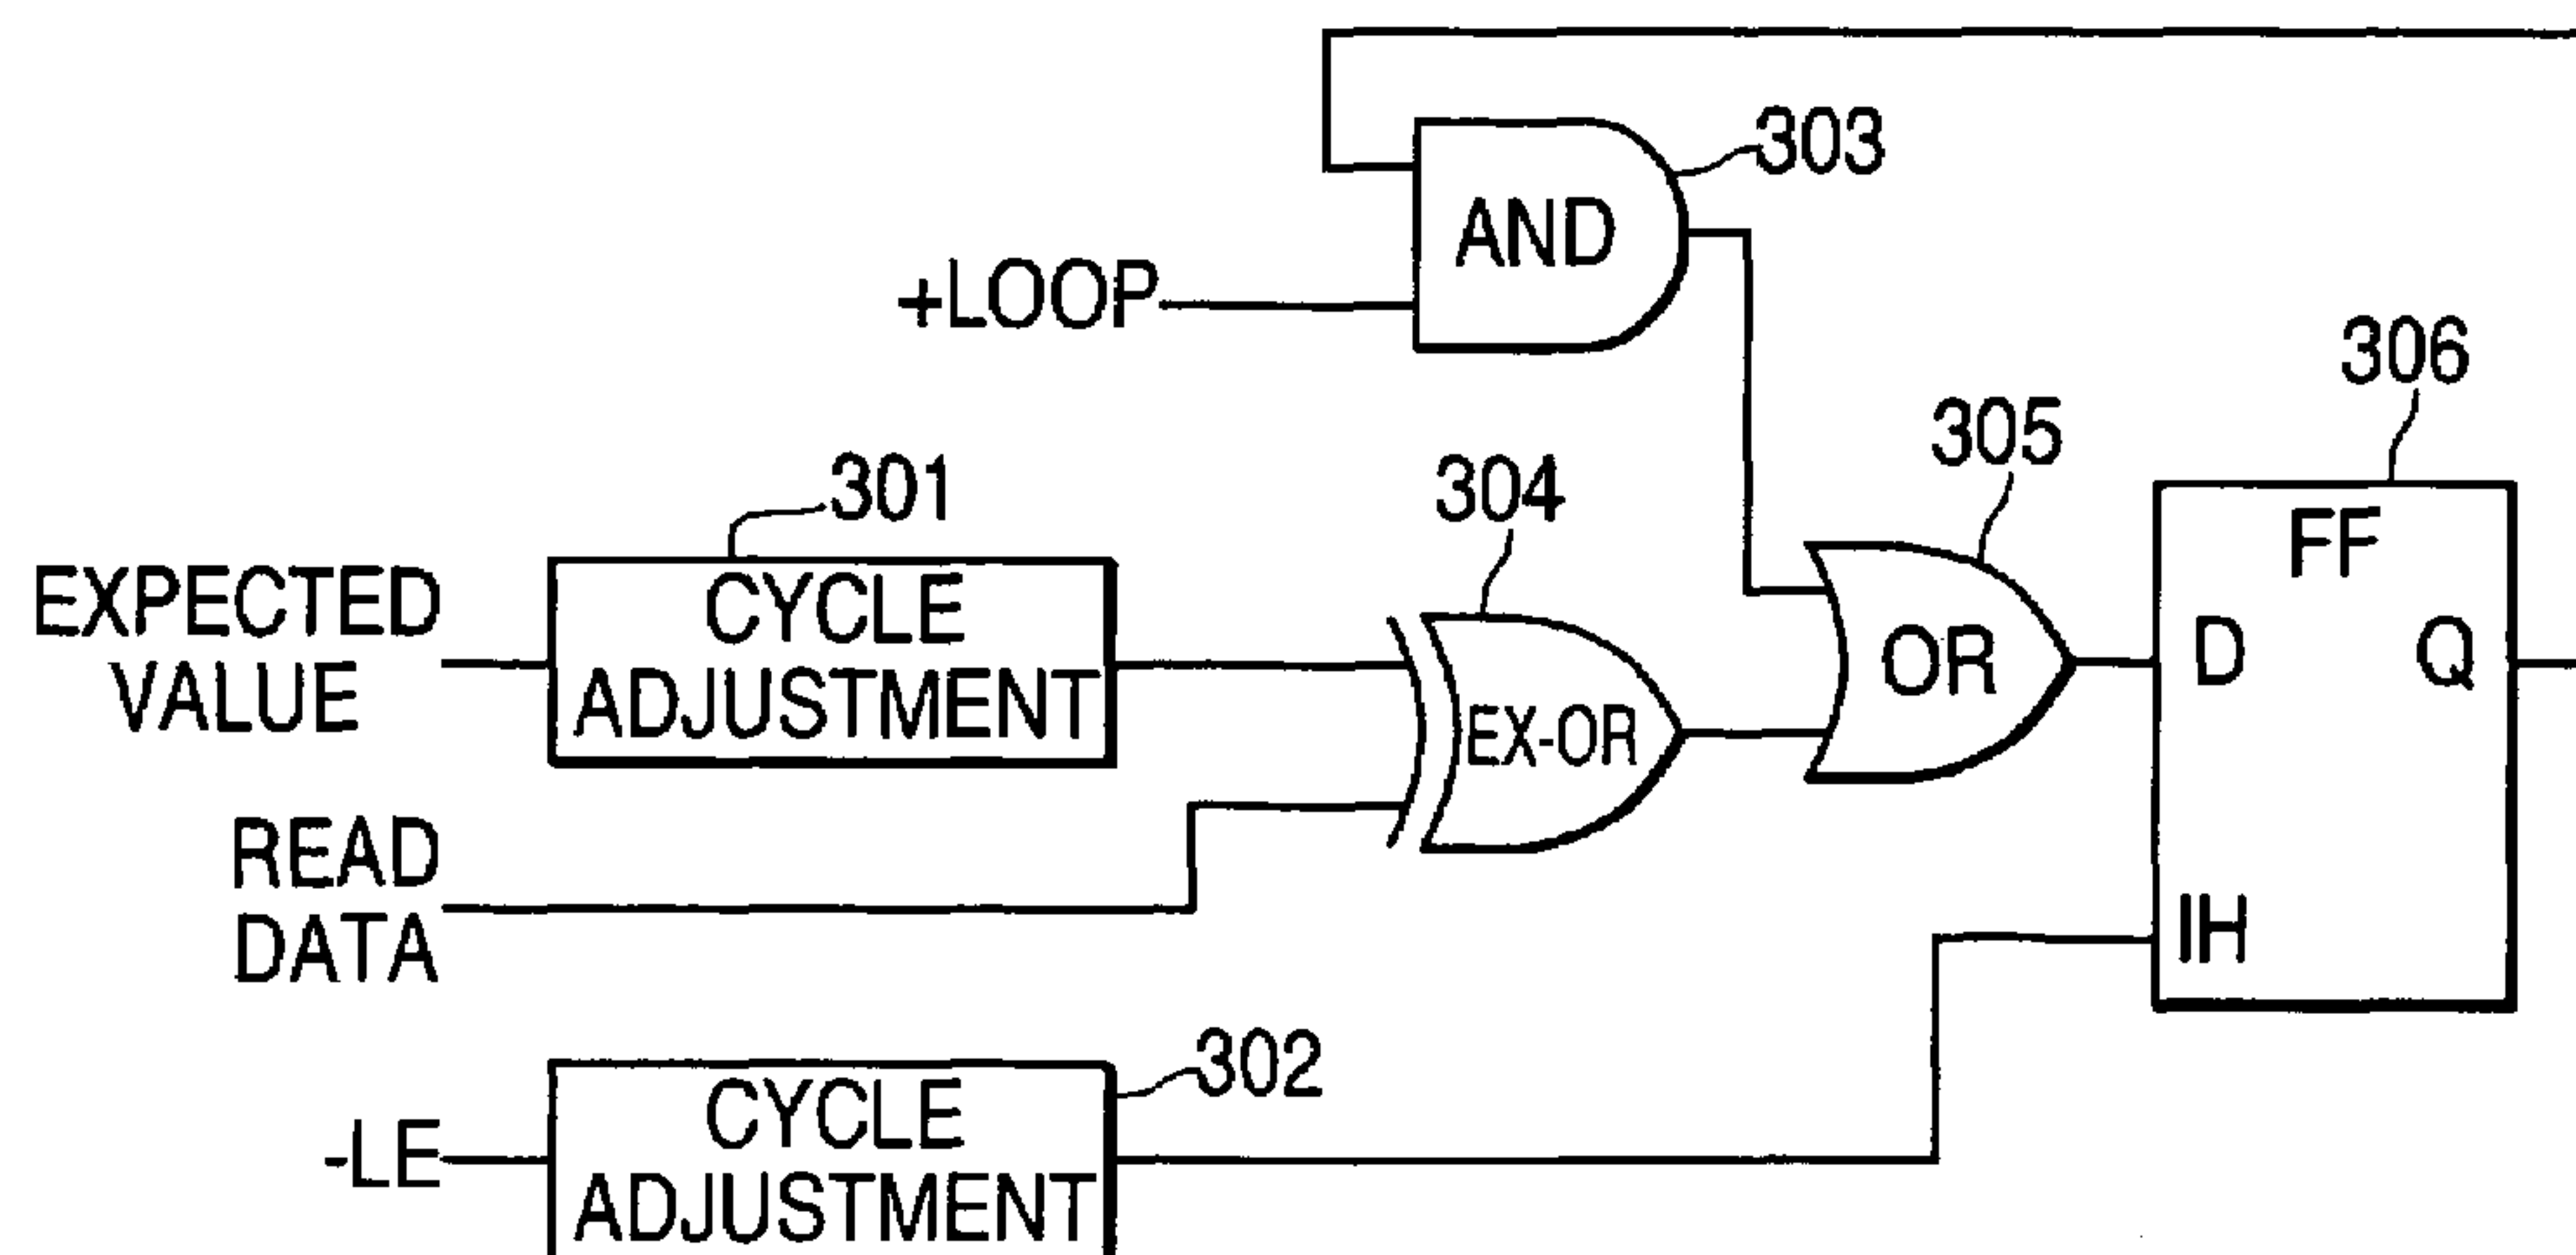 303
AND
+LOOP
306
305
301
304
FF
EXPECTED
VALUE
CYCLE
ADJUSTMENT
D
Q
OR
EX-OR
READ
DATA
IH
302
-LE
CYCLE
ADJUSTMENT